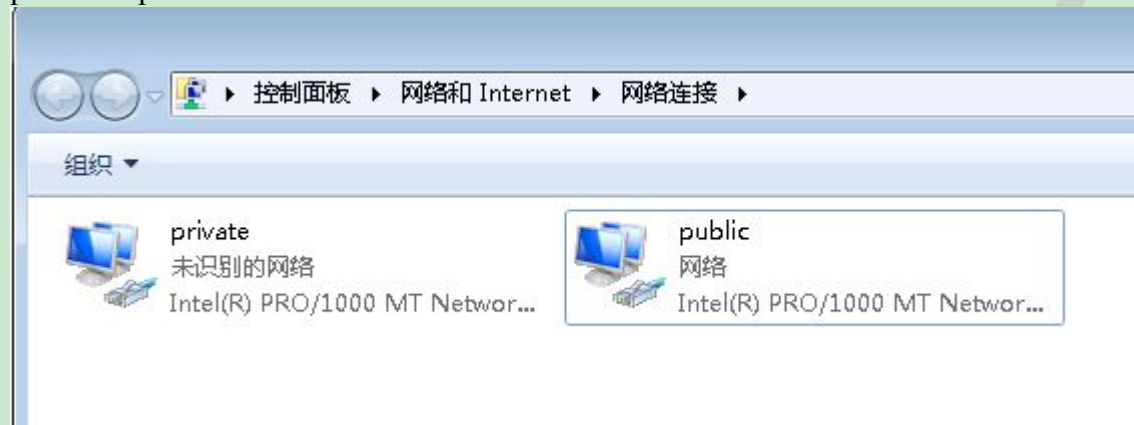 控制面板 ▸ 网络和 Internet ▸ 网络连接 ▸
组织
private
未识别的网络
Intel(R) PRO/1000 MT Networ...
public
网络
Intel(R) PRO/1000 MT Networ...